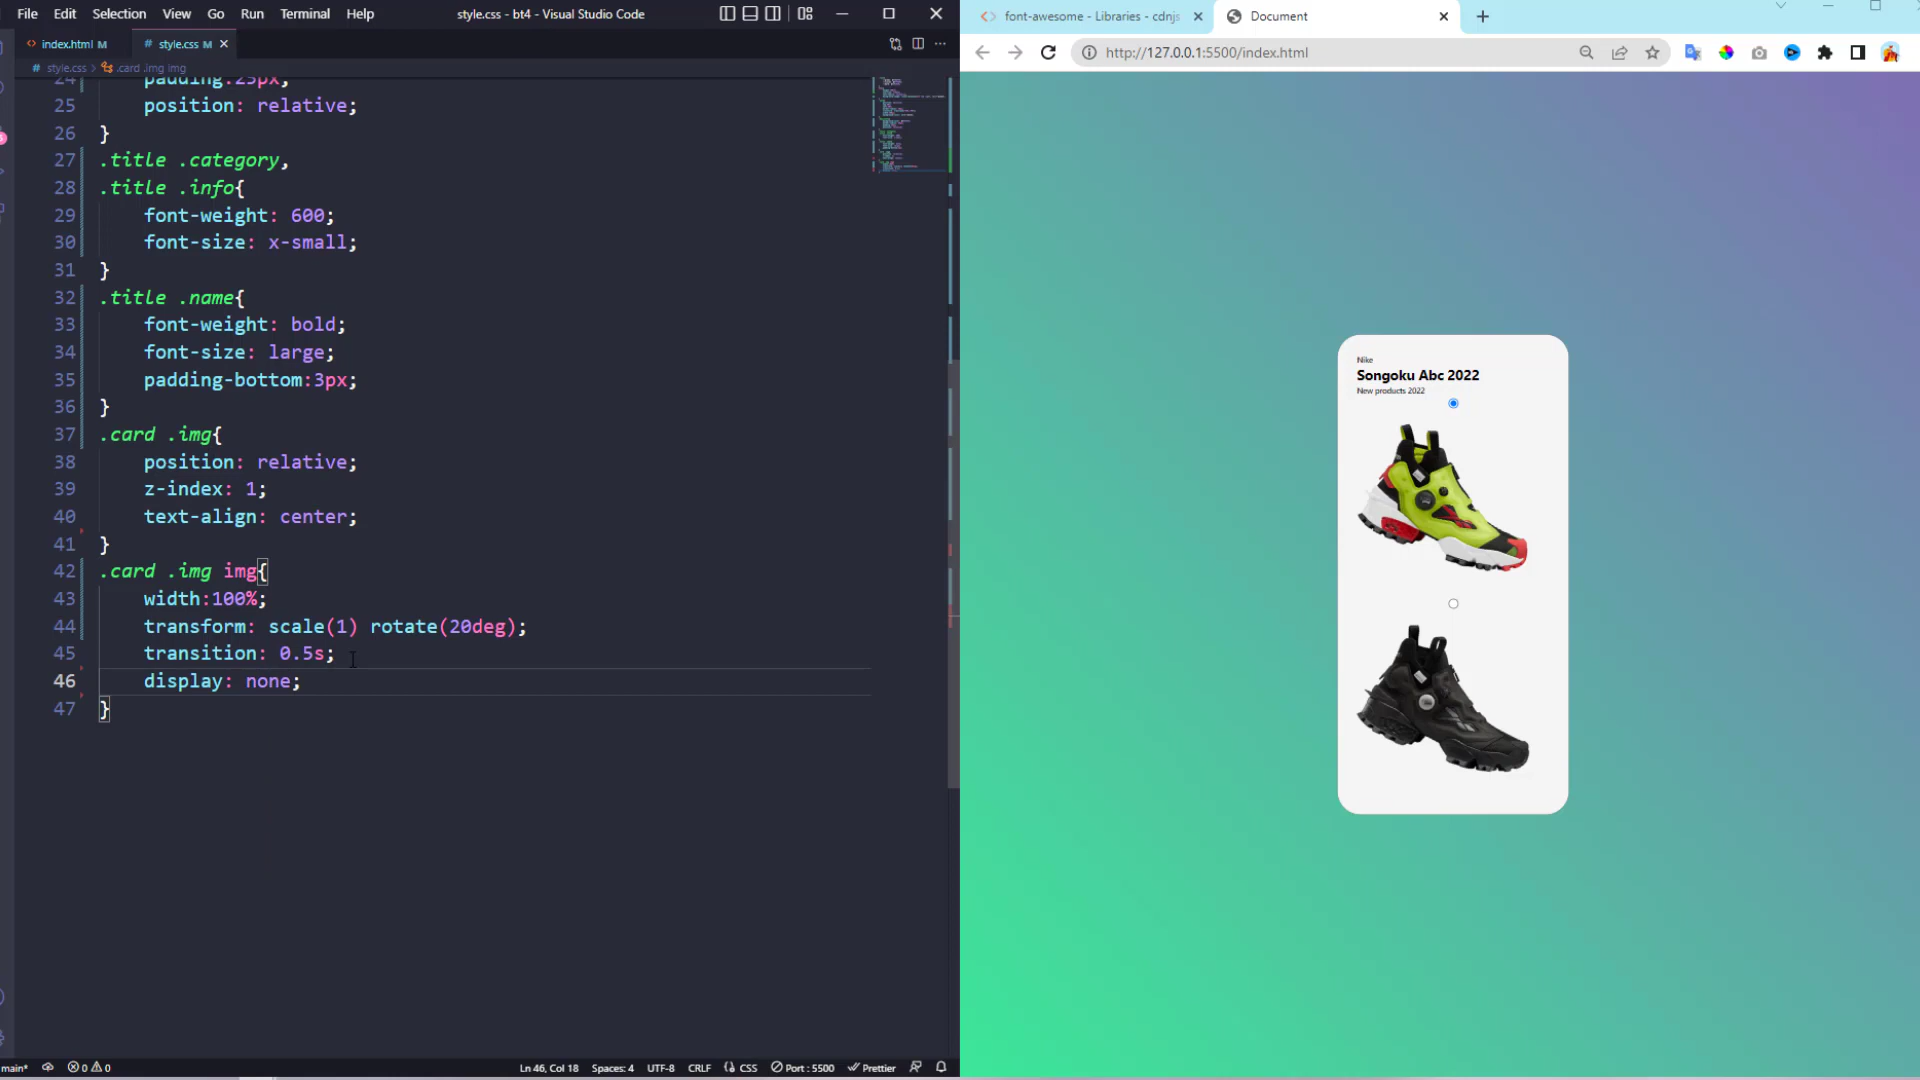 File Edit Selection View Go Run Terminal Help
style.css - bt4 - Visual Studio Code
index.html M
style.css M
style.css > .card .img img
24 padding:25px;
25 position: relative;
26 }
27 .title .category,
28 .title .info{
29 font-weight: 600;
30 font-size: x-small;
31 }
32 .title .name{
33 font-weight: bold;
34 font-size: large;
35 padding-bottom:3px;
36 }
37 .card .img{
38 position: relative;
39 z-index: 1;
40 text-align: center;
41 }
42 .card .img img{
43 width:100%;
44 transform: scale(1) rotate(20deg);
45 transition: 0.5s;
46 display: none;
47 }
main* 0 0 Ln 46, Col 18 Spaces: 4 UTF-8 CRLF CSS Port : 5500 Prettier
font-awesome - Libraries - cdnjs
Document
http://127.0.0.1:5500/index.html
Nike
Songoku Abc 2022
New products 2022